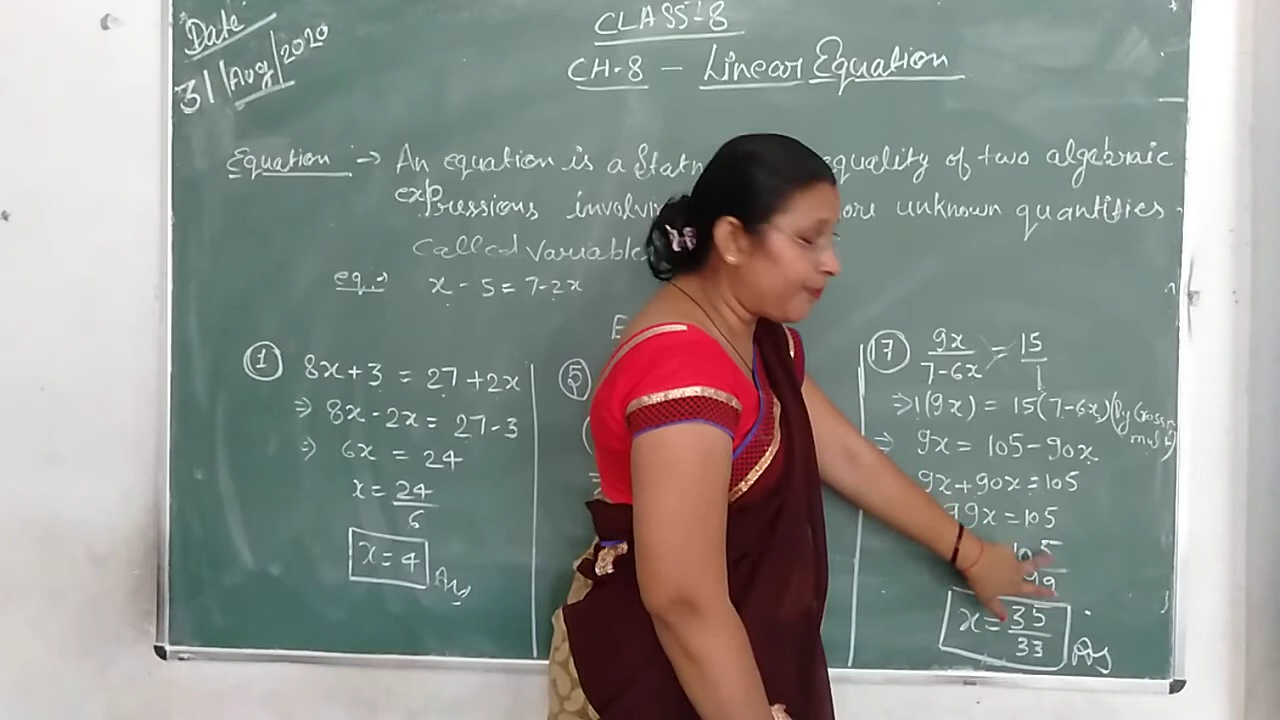 Date:
31/Aug/2020
CLASS-8
CH-8 - Linear Equation
Equation :→ An equation is a equality of two algebraic
expressions unknown quantities
called
eg.→ x - 5 = 7-2x
① 8x+3 = 27+2x
⇒ 8x-2x = 27-3
⇒ 6x = 24
x = 24/6
x = 4 Ans
⑤
17 9x/7-6x = 15/1
⇒ 1(9x) = 15(7-6x) (By Cross mult)
⇒ 9x = 105-90x
9x+90x = 105
99x = 105
x = 35/33 Ans